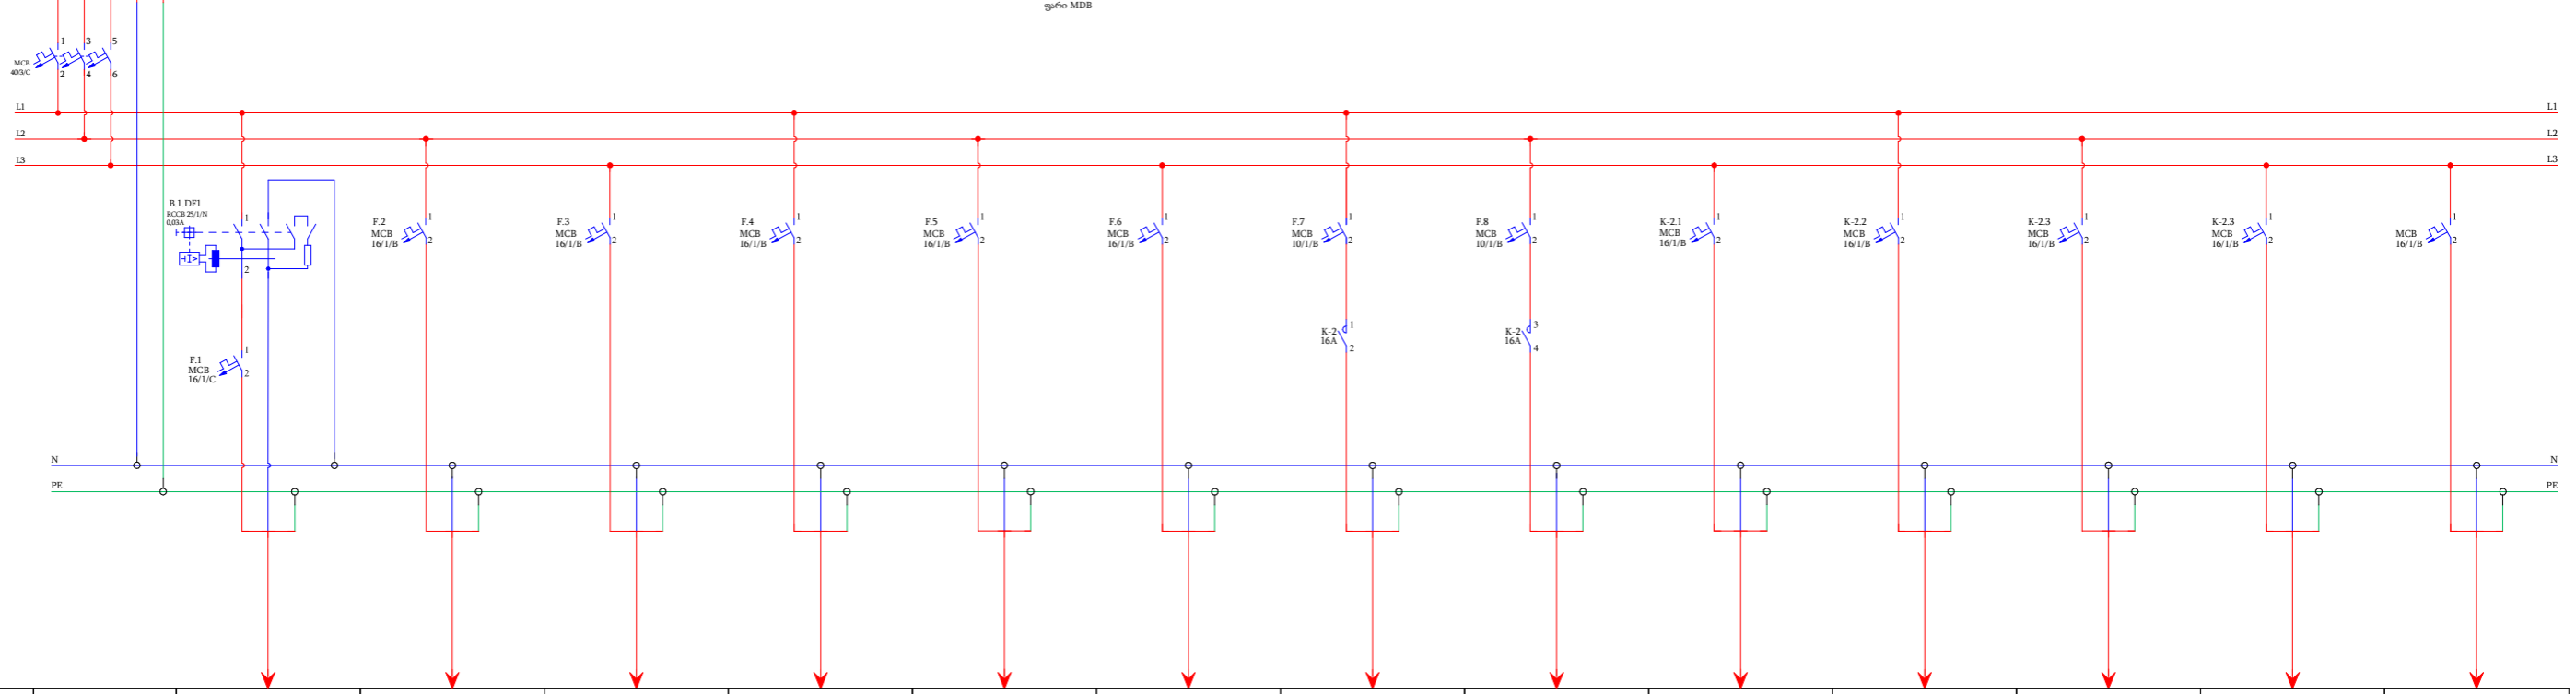 ფარი MDB
1 3 5
MCB
40/3/C
2 4 6
L1 L1
L2 L2
L3 L3
B.1.DF1
RCCB 25/1/N
0,03A
1
2
I>
F.1
MCB
16/1/C
1
2
F.2
MCB
16/1/B
1
2
F.3
MCB
16/1/B
1
2
F.4
MCB
16/1/B
1
2
F.5
MCB
16/1/B
1
2
F.6
MCB
16/1/B
1
2
F.7
MCB
10/1/B
1
2
K-2
16A
1
2
F.8
MCB
10/1/B
1
2
K-2
16A
3
4
K-2.1
MCB
16/1/B
1
2
K-2.2
MCB
16/1/B
1
2
K-2.3
MCB
16/1/B
1
2
K-2.3
MCB
16/1/B
1
2
MCB
16/1/B
1
2
N N
PE PE